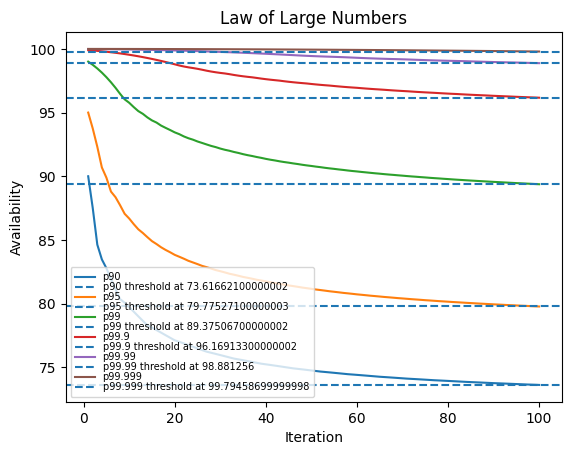 Law of Large Numbers
100
95
90
85
80
75
Availability
p90
p90 threshold at 73.61662100000002
p95
p95 threshold at 79.77527100000003
p99
p99 threshold at 89.37506700000002
p99.9
p99.9 threshold at 96.16913300000002
p99.99
p99.99 threshold at 98.881256
p99.999
p99.999 threshold at 99.79458699999998
0 20 40 60 80 100
Iteration